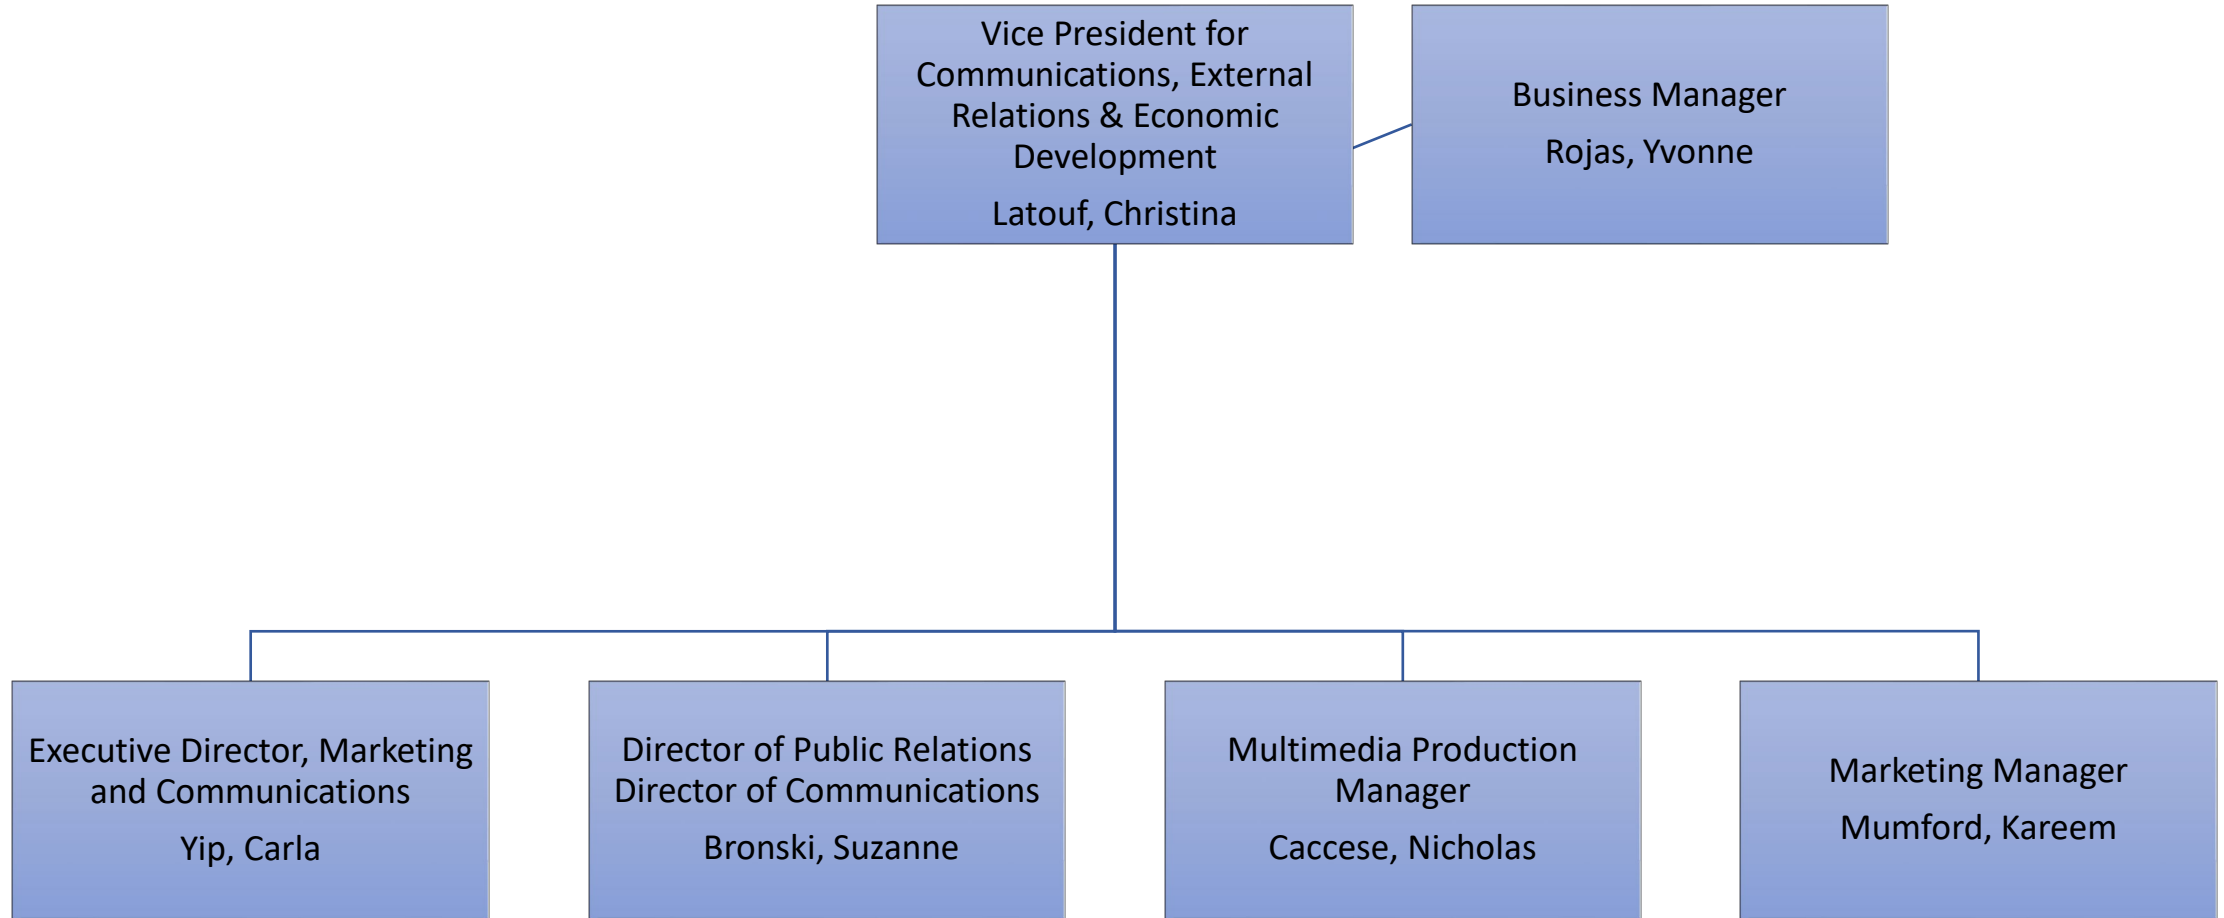 Vice President for
Communications, External
Relations & Economic
Development
Latouf, Christina
Business Manager
Rojas, Yvonne
Executive Director, Marketing
and Communications
Yip, Carla
Director of Public Relations
Director of Communications
Bronski, Suzanne
Multimedia Production
Manager
Caccese, Nicholas
Marketing Manager
Mumford, Kareem